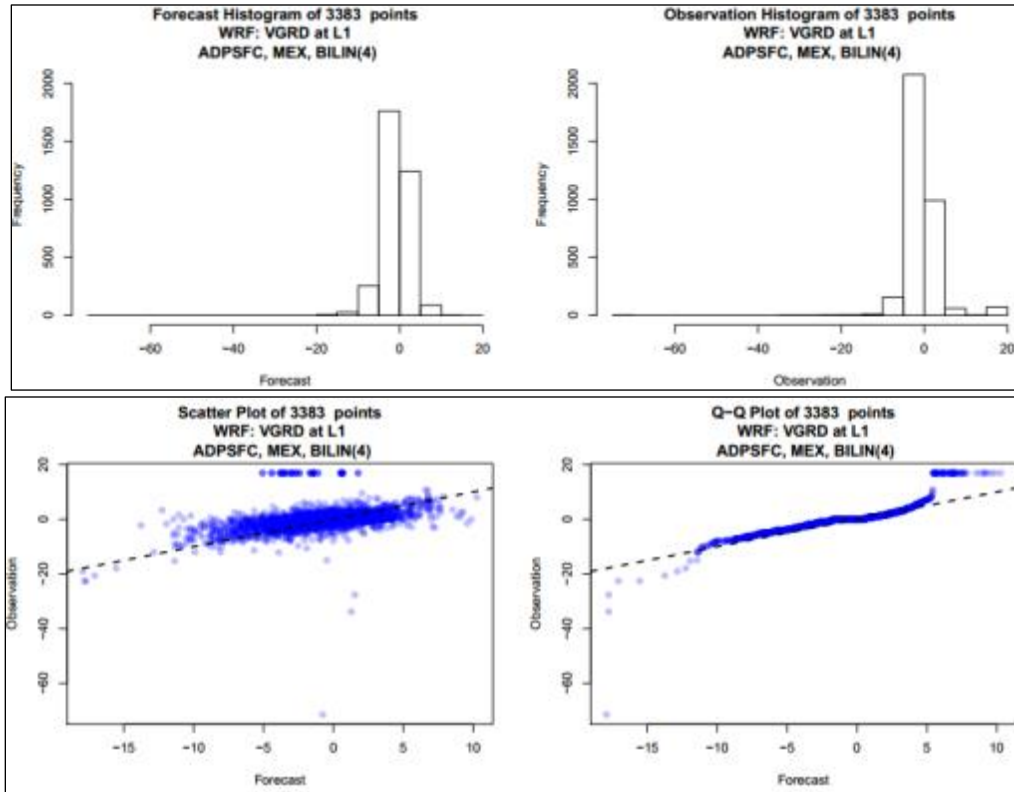 Forecast Histogram of 3383 points
WRF: VGRD at L1
ADPSFC, MEX, BILIN(4)
Frequency
2000
1500
1000
500
0
−60 −40 −20 0 20
Forecast
Observation Histogram of 3383 points
WRF: VGRD at L1
ADPSFC, MEX, BILIN(4)
Frequency
2000
1500
1000
500
0
−60 −40 −20 0 20
Observation
Scatter Plot of 3383 points
WRF: VGRD at L1
ADPSFC, MEX, BILIN(4)
Observation
20
0
−20
−40
−60
−15 −10 −5 0 5 10
Forecast
Q−Q Plot of 3383 points
WRF: VGRD at L1
ADPSFC, MEX, BILIN(4)
Observation
20
0
−20
−40
−60
−15 −10 −5 0 5 10
Forecast